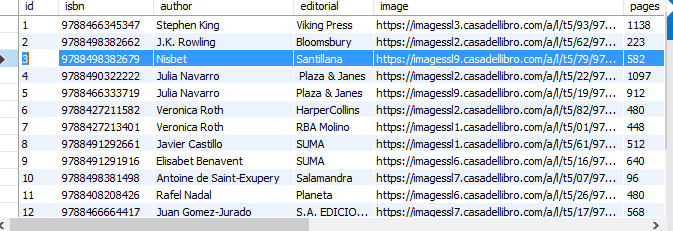 id isbn author editorial image pages
1 9788466345347 Stephen King Viking Press https://imagessl3.casadellibro.com/a/l/t5/93/97... 1138
2 9788498382662 J.K. Rowling Bloomsbury https://imagessl2.casadellibro.com/a/l/t5/62/97... 223
3 9788498382679 Nisbet Santillana https://imagessl9.casadellibro.com/a/l/t5/79/97... 582
4 9788490322222 Julia Navarro Plaza & Janes https://imagessl2.casadellibro.com/a/l/t5/22/97... 1097
5 9788466333719 Julia Navarro Plaza & Janes https://imagessl9.casadellibro.com/a/l/t5/19/97... 912
6 9788427211582 Veronica Roth HarperCollins https://imagessl2.casadellibro.com/a/l/t5/82/97... 480
7 9788427213401 Veronica Roth RBA Molino https://imagessl1.casadellibro.com/a/l/t5/01/97... 448
8 9788491292661 Javier Castillo SUMA https://imagessl1.casadellibro.com/a/l/t5/61/97... 512
9 9788491291916 Elisabet Benavent SUMA https://imagessl6.casadellibro.com/a/l/t5/16/97... 640
10 9788498381498 Antoine de Saint-Exupery Salamandra https://imagessl7.casadellibro.com/a/l/t5/07/97... 96
11 9788408208426 Rafel Nadal Planeta https://imagessl6.casadellibro.com/a/l/t5/26/97... 480
12 9788466664417 Juan Gomez-Jurado S.A. EDICIO... https://imagessl7.casadellibro.com/a/l/t5/17/97... 568